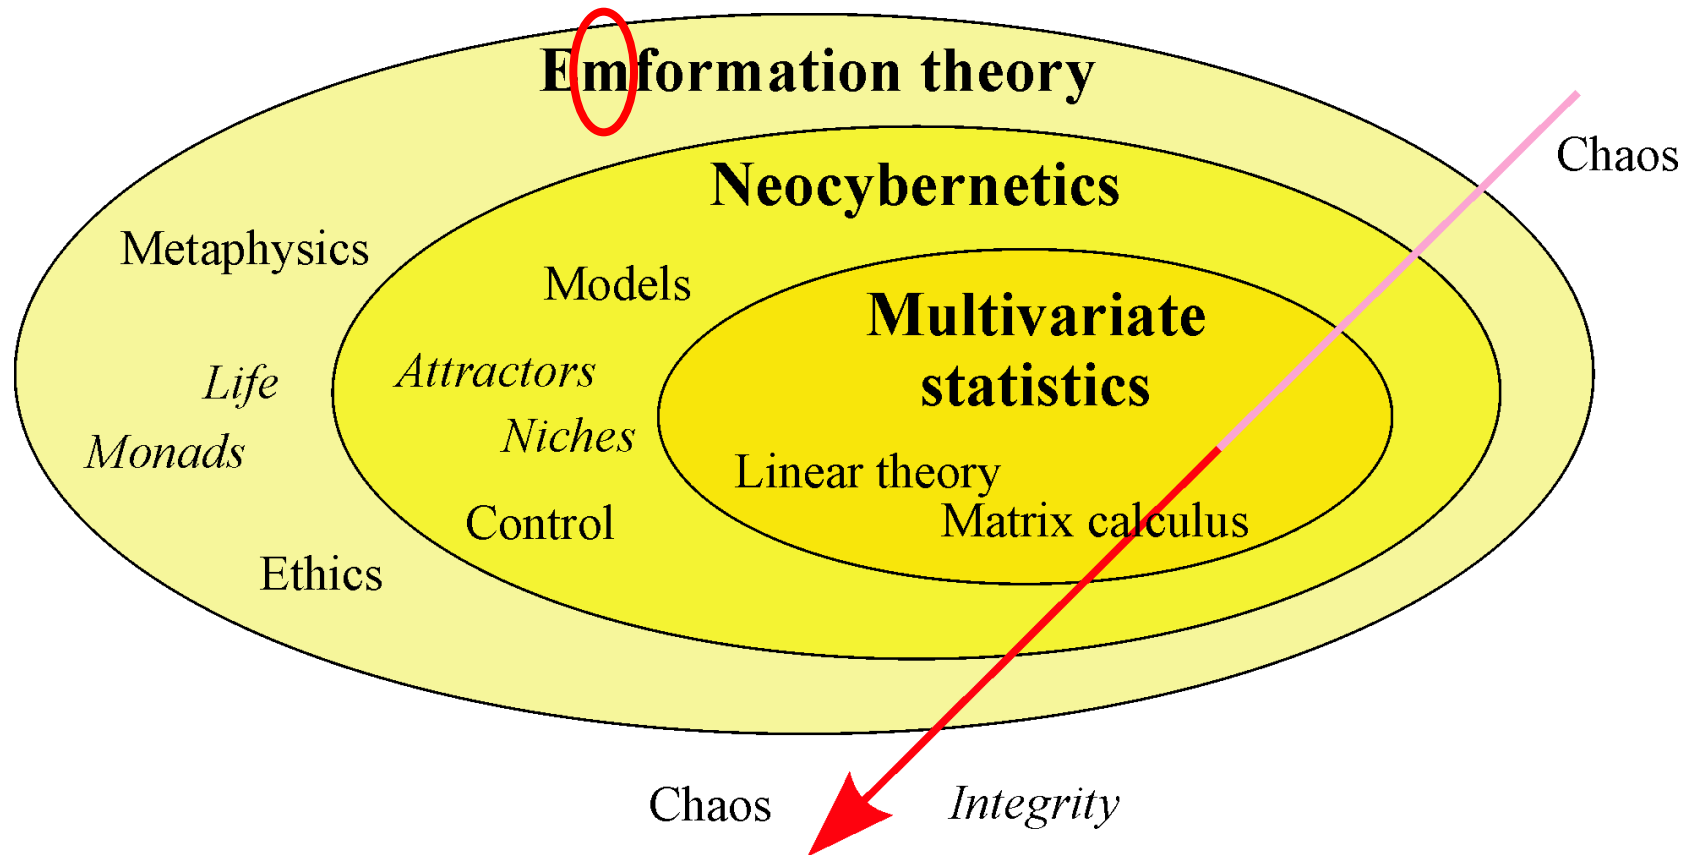 Emformation theory
Chaos
Neocybernetics
Metaphysics
Models
Multivariate
statistics
Life
Attractors
Monads
Niches
Linear theory
Control
Matrix calculus
Ethics
Chaos
Integrity